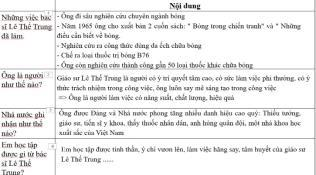 Nội dung
Những việc bác sĩ Lê Thế Trung đã làm.
- Ông đi sâu nghiên cứu chuyên ngành bỏng
- Năm 1965 ông cho xuất bản 2 cuốn sách: " Bỏng trong chiến tranh" và " Những điều cần biết về bỏng.
- Nghiên cứu ra công thức dùng da ếch chữa bỏng
- Chế ra loại thuốc trị bỏng B76
- Ông còn nghiên cứu thành công gần 50 loại thuốc khác chữa bỏng
Ông là người như thế nào?
Giáo sư Lê Thế Trung là người có ý trí quyết tâm cao, có sức làm việc phi thường, có ý thức trách nhiệm trong công việc, ông luôn say mê sáng tạo trong công việc
=> Ông là người làm việc có năng suất, chất lượng, hiệu quả
Nhà nước ghi nhận như thế nào?
Ông được Đảng và Nhà nước phong tặng nhiều danh hiệu cao quý: Thiếu tướng, giáo sư, tiến sĩ y khoa, thầy thuốc nhân dân, anh hùng quân đội, một nhà khoa học xuất sắc của Việt Nam
Em học tập được gì từ bác sĩ Lê Thế Trung?
Em học tập được tinh thần, ý chí vươn lên, làm việc hăng say, tâm huyết của giáo sư Lê Thế Trung ......